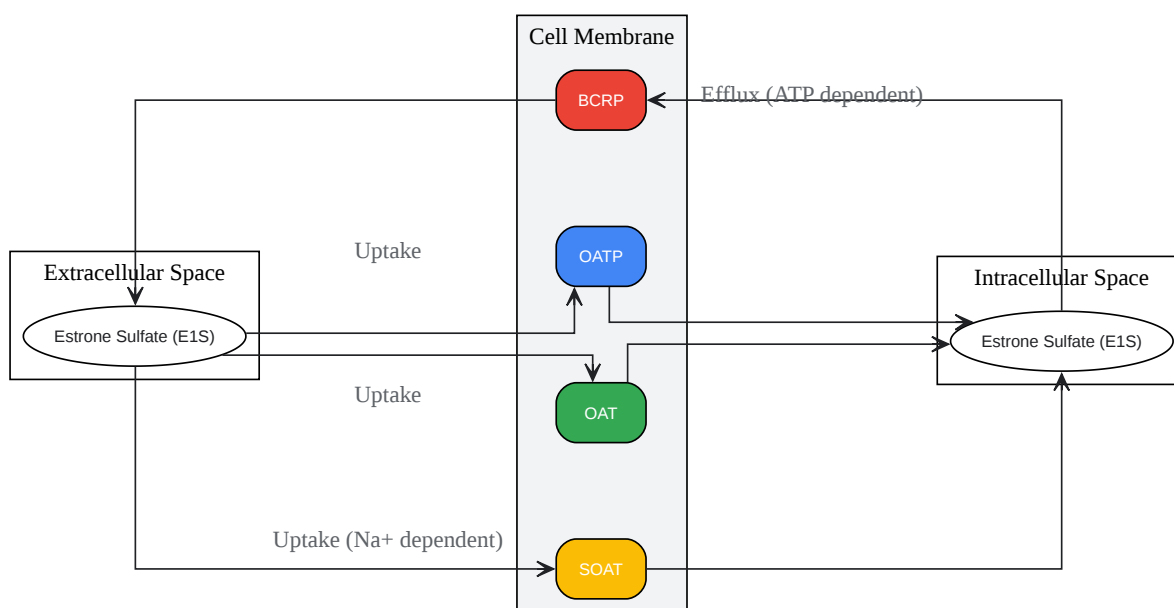 Cell Membrane
BCRP
Efflux (ATP dependent)
Uptake
OATP
Extracellular Space
Intracellular Space
Estrone Sulfate (E1S)
Estrone Sulfate (E1S)
Uptake
OAT
Uptake (Na+ dependent)
SOAT